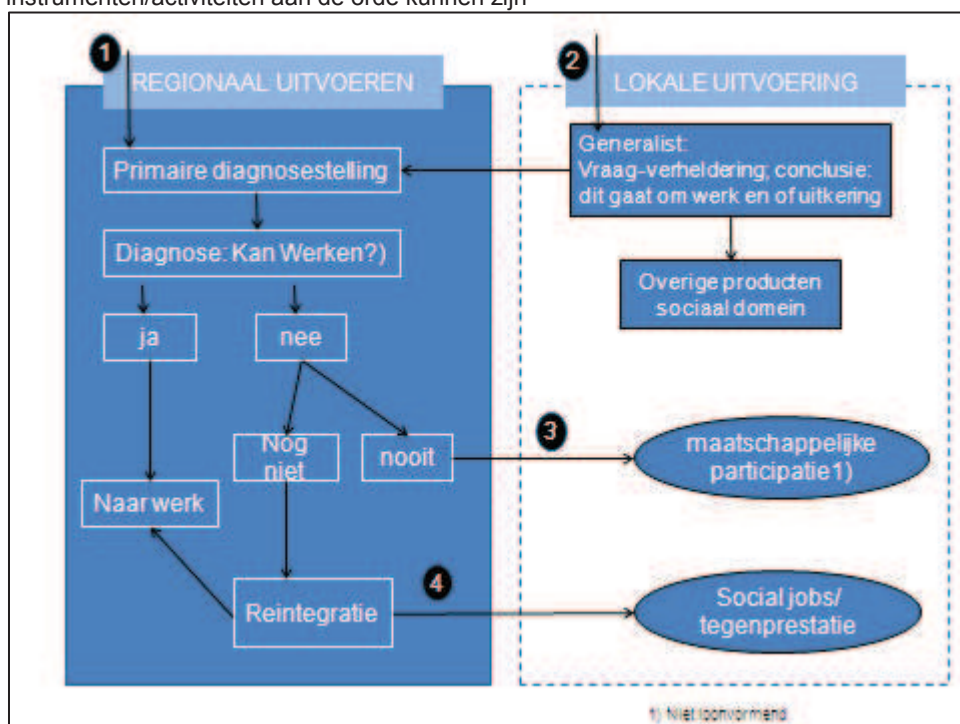 instrumenten/activiteiten aan de orde kunnen zijn
1
REGIONAAL UITVOEREN
Primaire diagnosestelling
Diagnose: Kan Werken?)
ja
nee
Nog
niet
nooit
Naar werk
Reintegratie
2
LOKALE UITVOERING
Generalist:
Vraag-verheldering; conclusie:
dit gaat om werk en of uitkering
Overige producten
sociaal domein
3
maatschappelijke
participatie1)
4
Social jobs/
tegenprestatie
1) Niet loonvormend